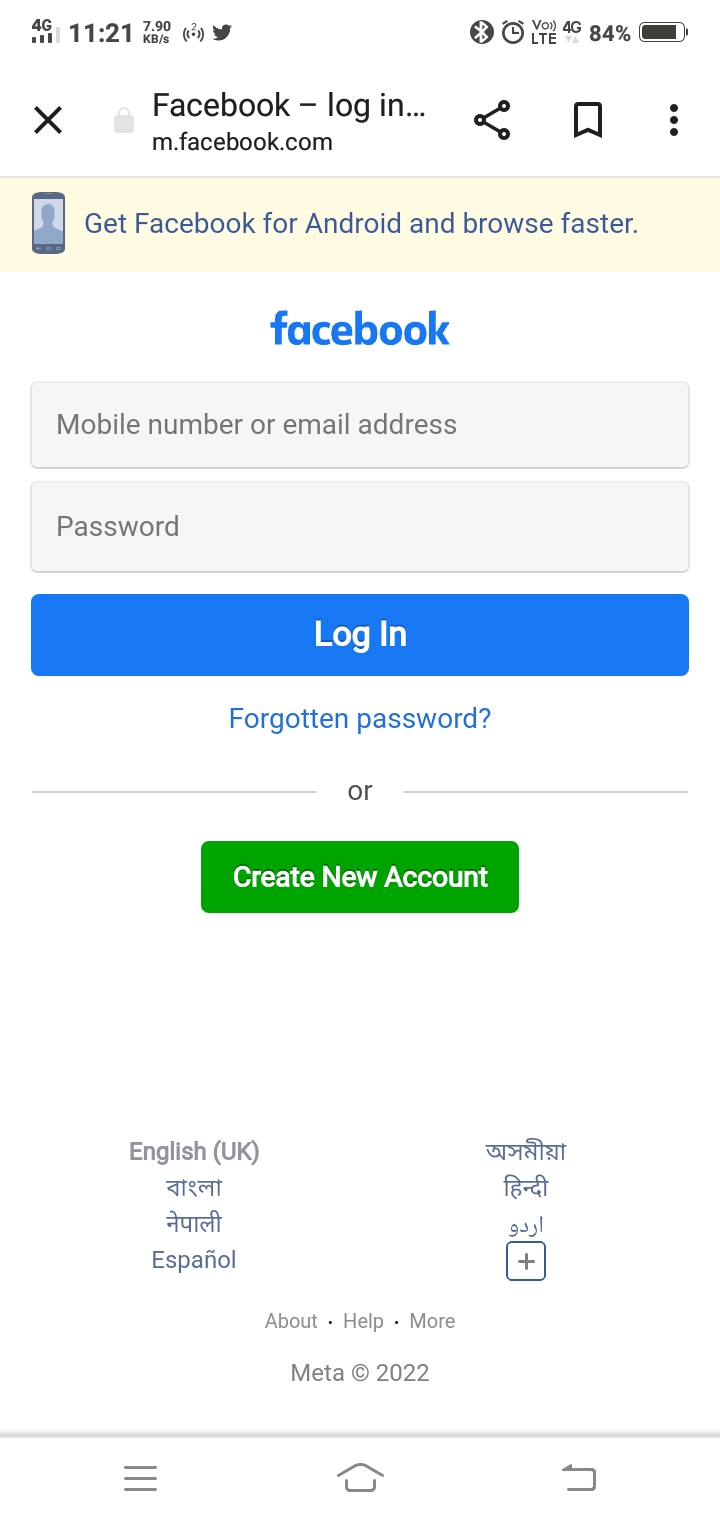 4G 11:21 7.90 KB/s 2 Vo)) LTE 4G 84%
Facebook – log in...
m.facebook.com
Get Facebook for Android and browse faster.
facebook
Mobile number or email address
Password
Log In
Forgotten password?
or
Create New Account
English (UK) অসমীয়া
বাংলা हिन्दी
नेपाली اردو
Español +
About · Help · More
Meta © 2022